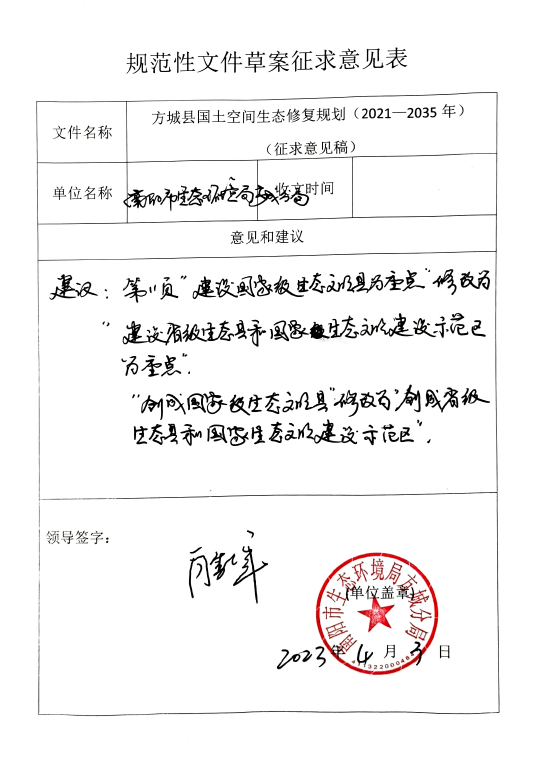 规范性文件草案征求意见表
文件名称
方城县国土空间生态修复规划（2021—2035 年）
（征求意见稿）
单位名称
南阳市生态环境局方城分局
收文时间
意见和建议
建议：第11页“建设国家级生态文明县为重点”修改为
“建设省级生态县和国家级生态文明建设示范区
为重点”.
“创成国家级生态文明县”修改为“创成省级
生态县和国家生态文明建设示范区”.
领导签字：
(单位盖章)
南阳市生态环境局方城分局
2023 年 4 月 3 日